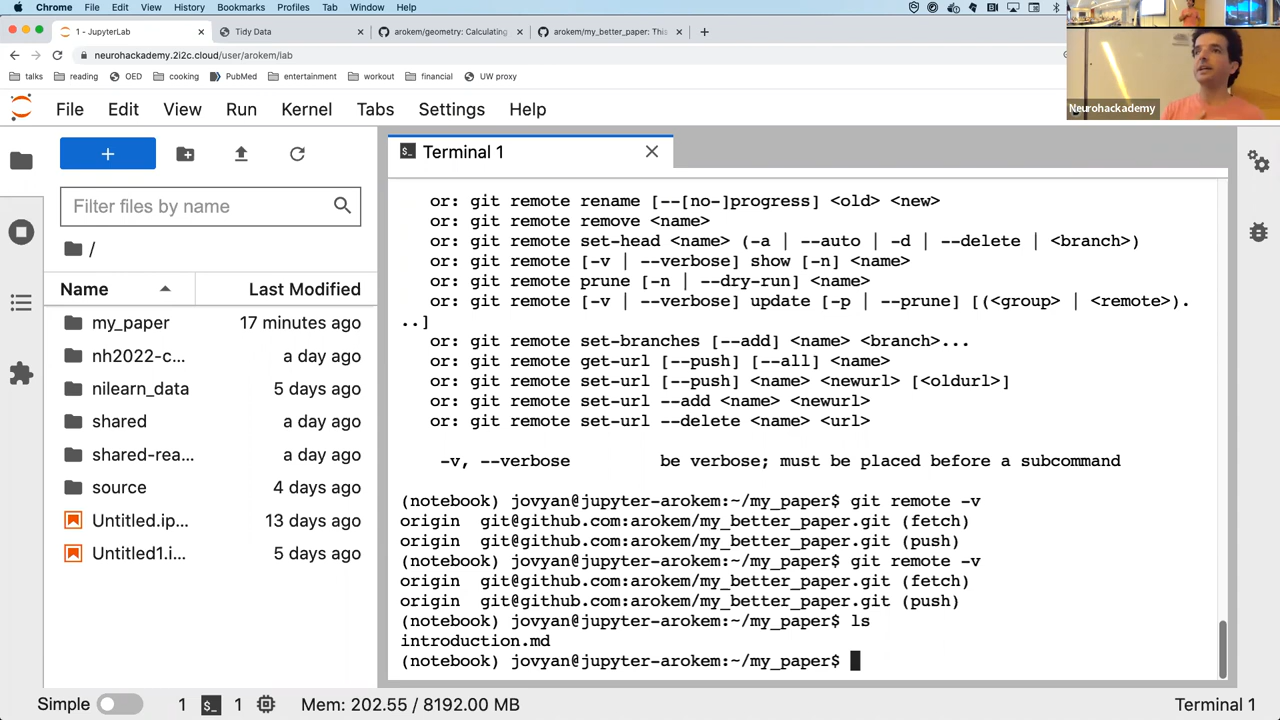 Chrome File Edit View History Bookmarks Profiles Tab Window Help
1 - JupyterLab
Tidy Data
arokem/geometry: Calculating
arokem/my_better_paper: This
neurohackademy.2i2c.cloud/user/arokem/lab
talks reading OED cooking PubMed entertainment workout financial UW proxy
Neurohackademy
File Edit View Run Kernel Tabs Settings Help
Terminal 1
Filter files by name
/
Name Last Modified
my_paper 17 minutes ago
nh2022-c... a day ago
nilearn_data 5 days ago
shared a day ago
shared-rea... a day ago
source 4 days ago
Untitled.ip... 13 days ago
Untitled1.i... 5 days ago
or: git remote rename [--[no-]progress] <old> <new>
or: git remote remove <name>
or: git remote set-head <name> (-a | --auto | -d | --delete | <branch>)
or: git remote [-v | --verbose] show [-n] <name>
or: git remote prune [-n | --dry-run] <name>
or: git remote [-v | --verbose] update [-p | --prune] [(<group> | <remote>).
..]
or: git remote set-branches [--add] <name> <branch>...
or: git remote get-url [--push] [--all] <name>
or: git remote set-url [--push] <name> <newurl> [<oldurl>]
or: git remote set-url --add <name> <newurl>
or: git remote set-url --delete <name> <url>
-v, --verbose be verbose; must be placed before a subcommand
(notebook) jovyan@jupyter-arokem:~/my_paper$ git remote -v
origin git@github.com:arokem/my_better_paper.git (fetch)
origin git@github.com:arokem/my_better_paper.git (push)
(notebook) jovyan@jupyter-arokem:~/my_paper$ git remote -v
origin git@github.com:arokem/my_better_paper.git (fetch)
origin git@github.com:arokem/my_better_paper.git (push)
(notebook) jovyan@jupyter-arokem:~/my_paper$ ls
introduction.md
(notebook) jovyan@jupyter-arokem:~/my_paper$
Simple 1 1 Mem: 202.55 / 8192.00 MB Terminal 1